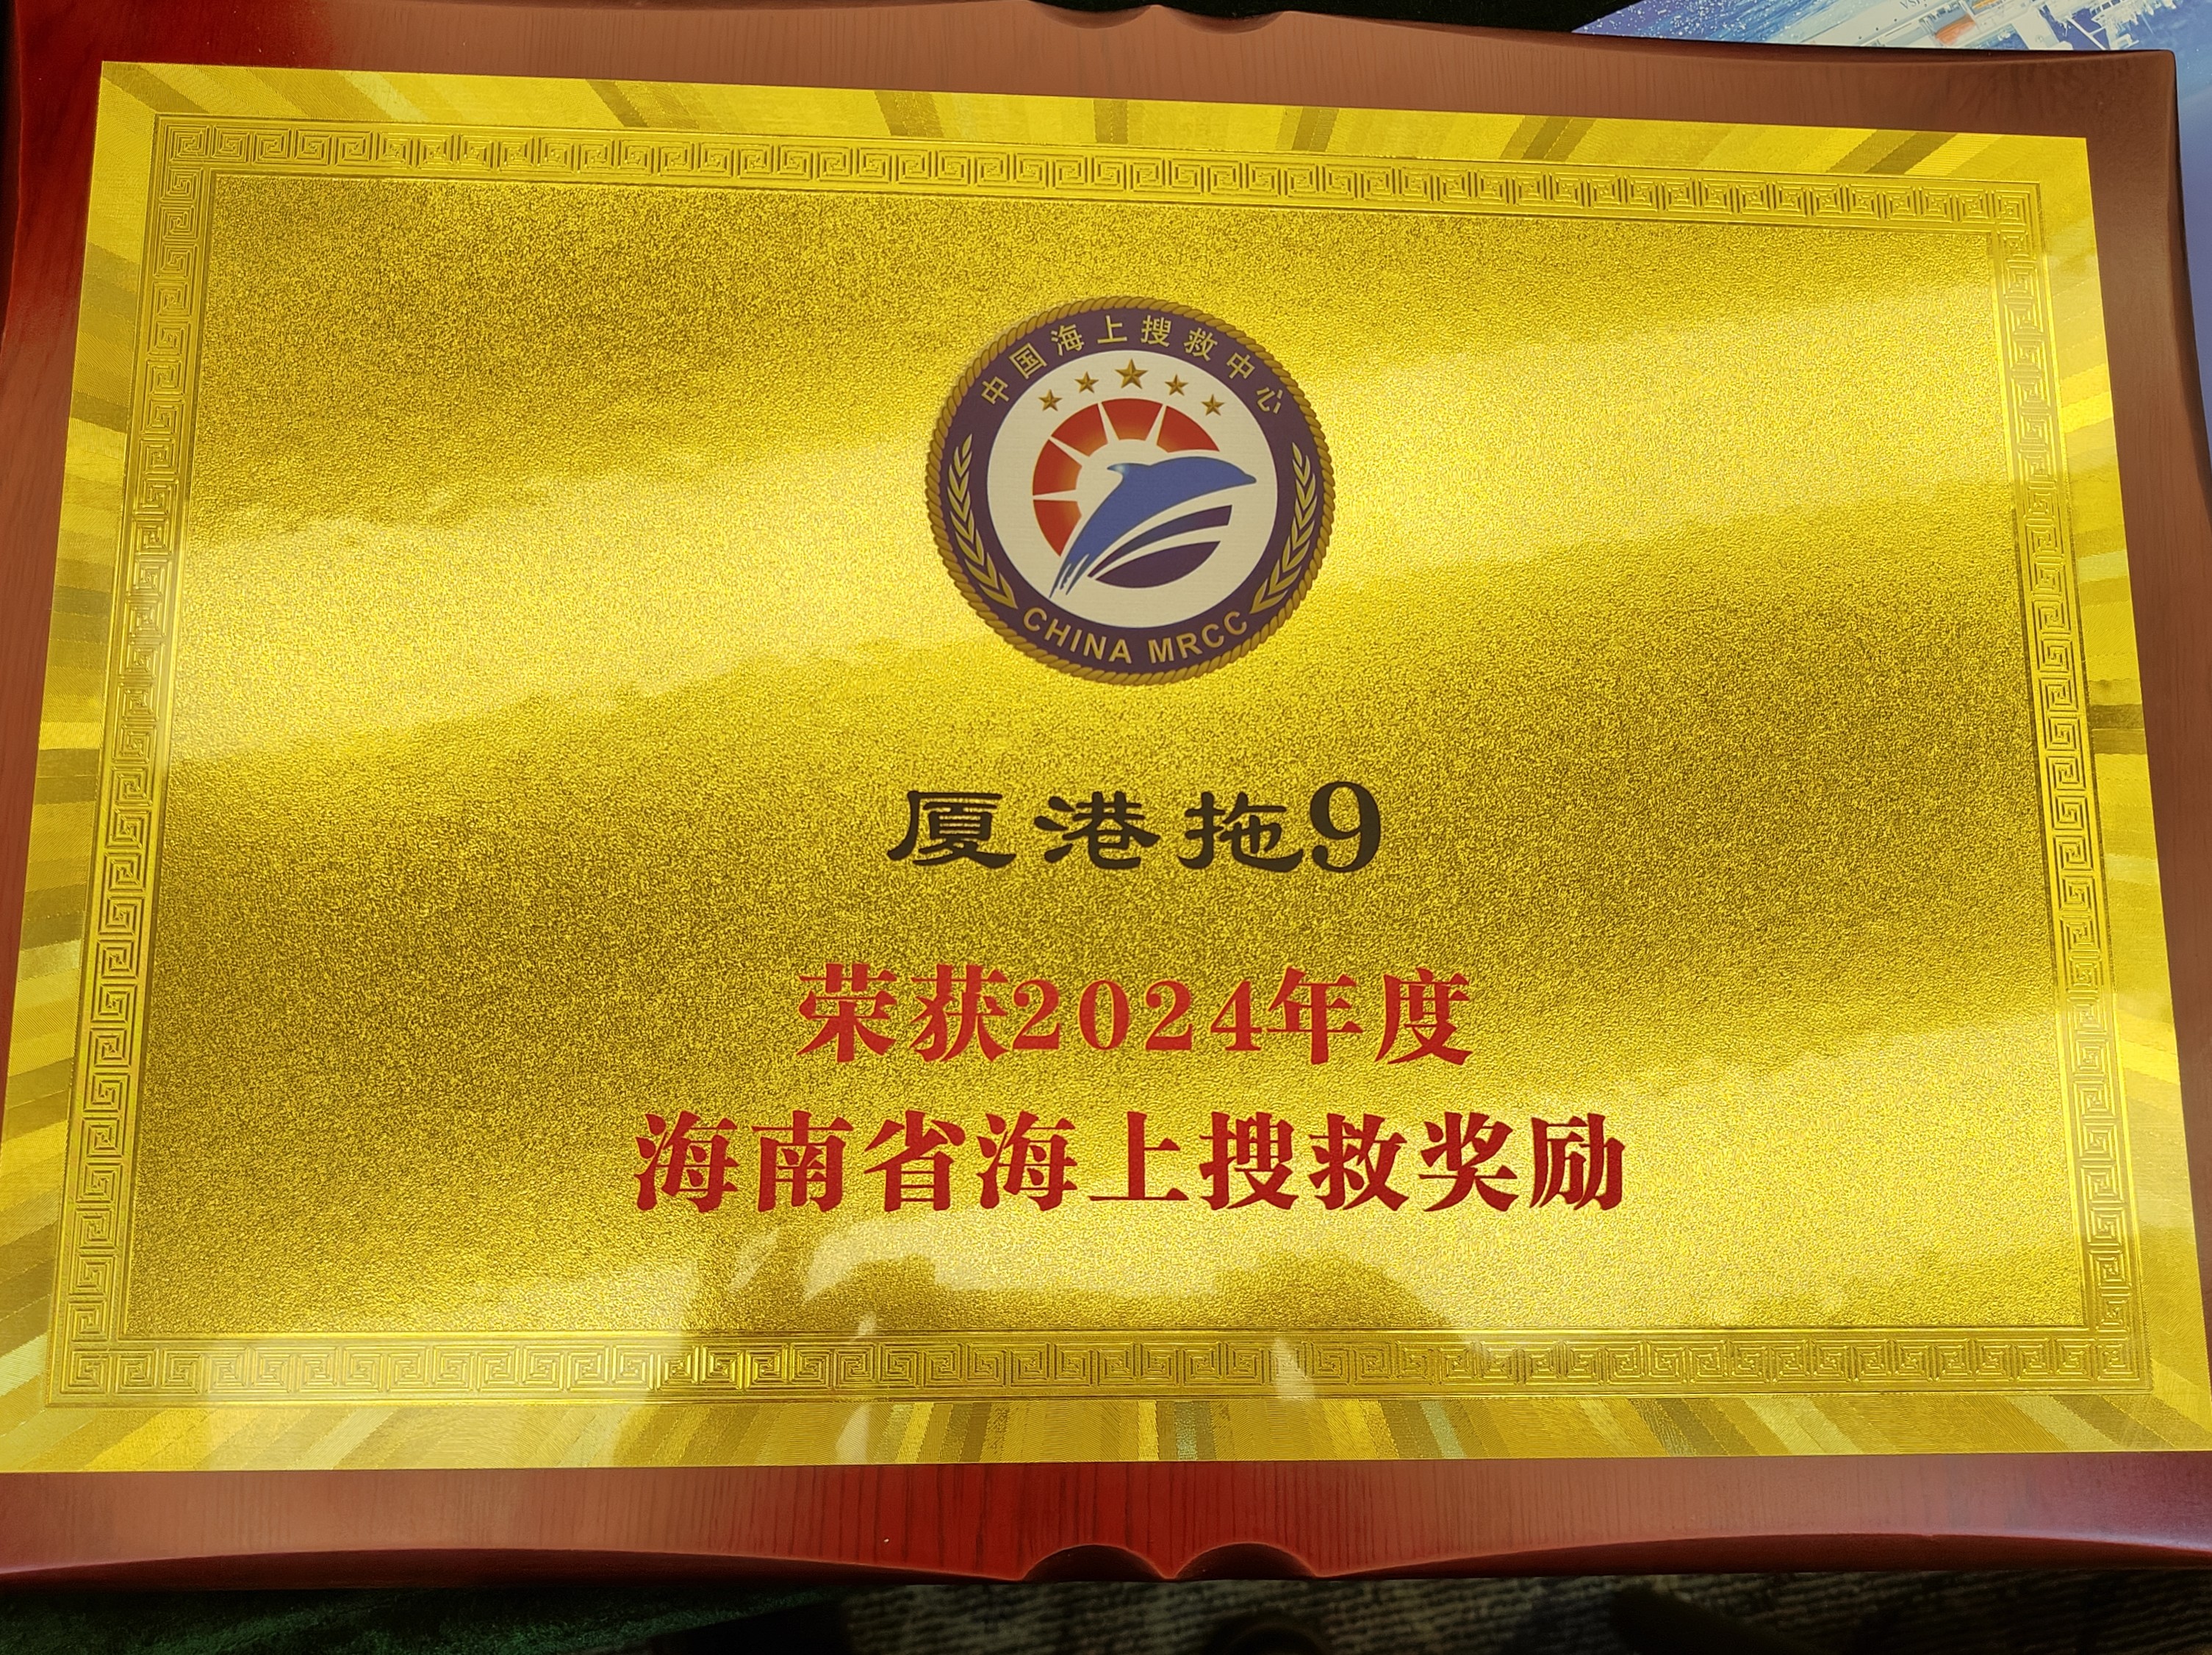 中国海上搜救中心
CHINA MRCC
厦港拖9
荣获2024年度
海南省海上搜救奖励